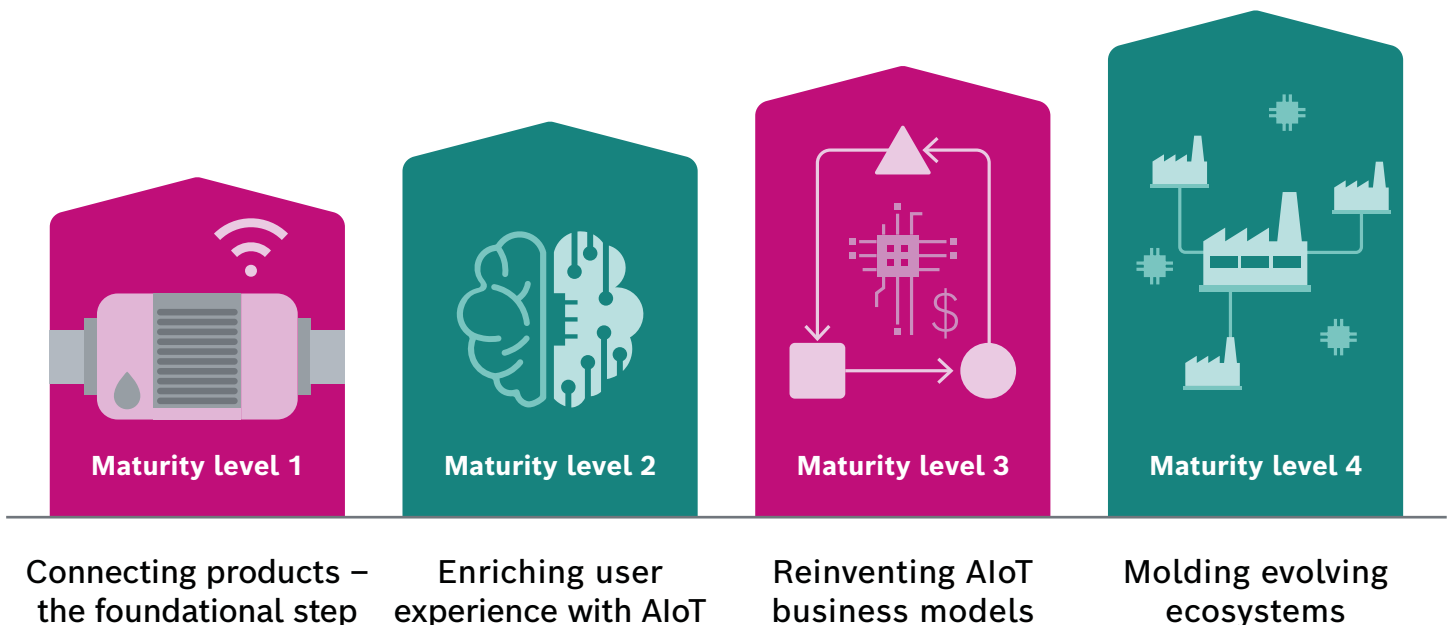 $
Maturity level 1
Maturity level 2
Maturity level 3
Maturity level 4
Connecting products –
the foundational step
Enriching user
experience with AIoT
Reinventing AIoT
business models
Molding evolving
ecosystems